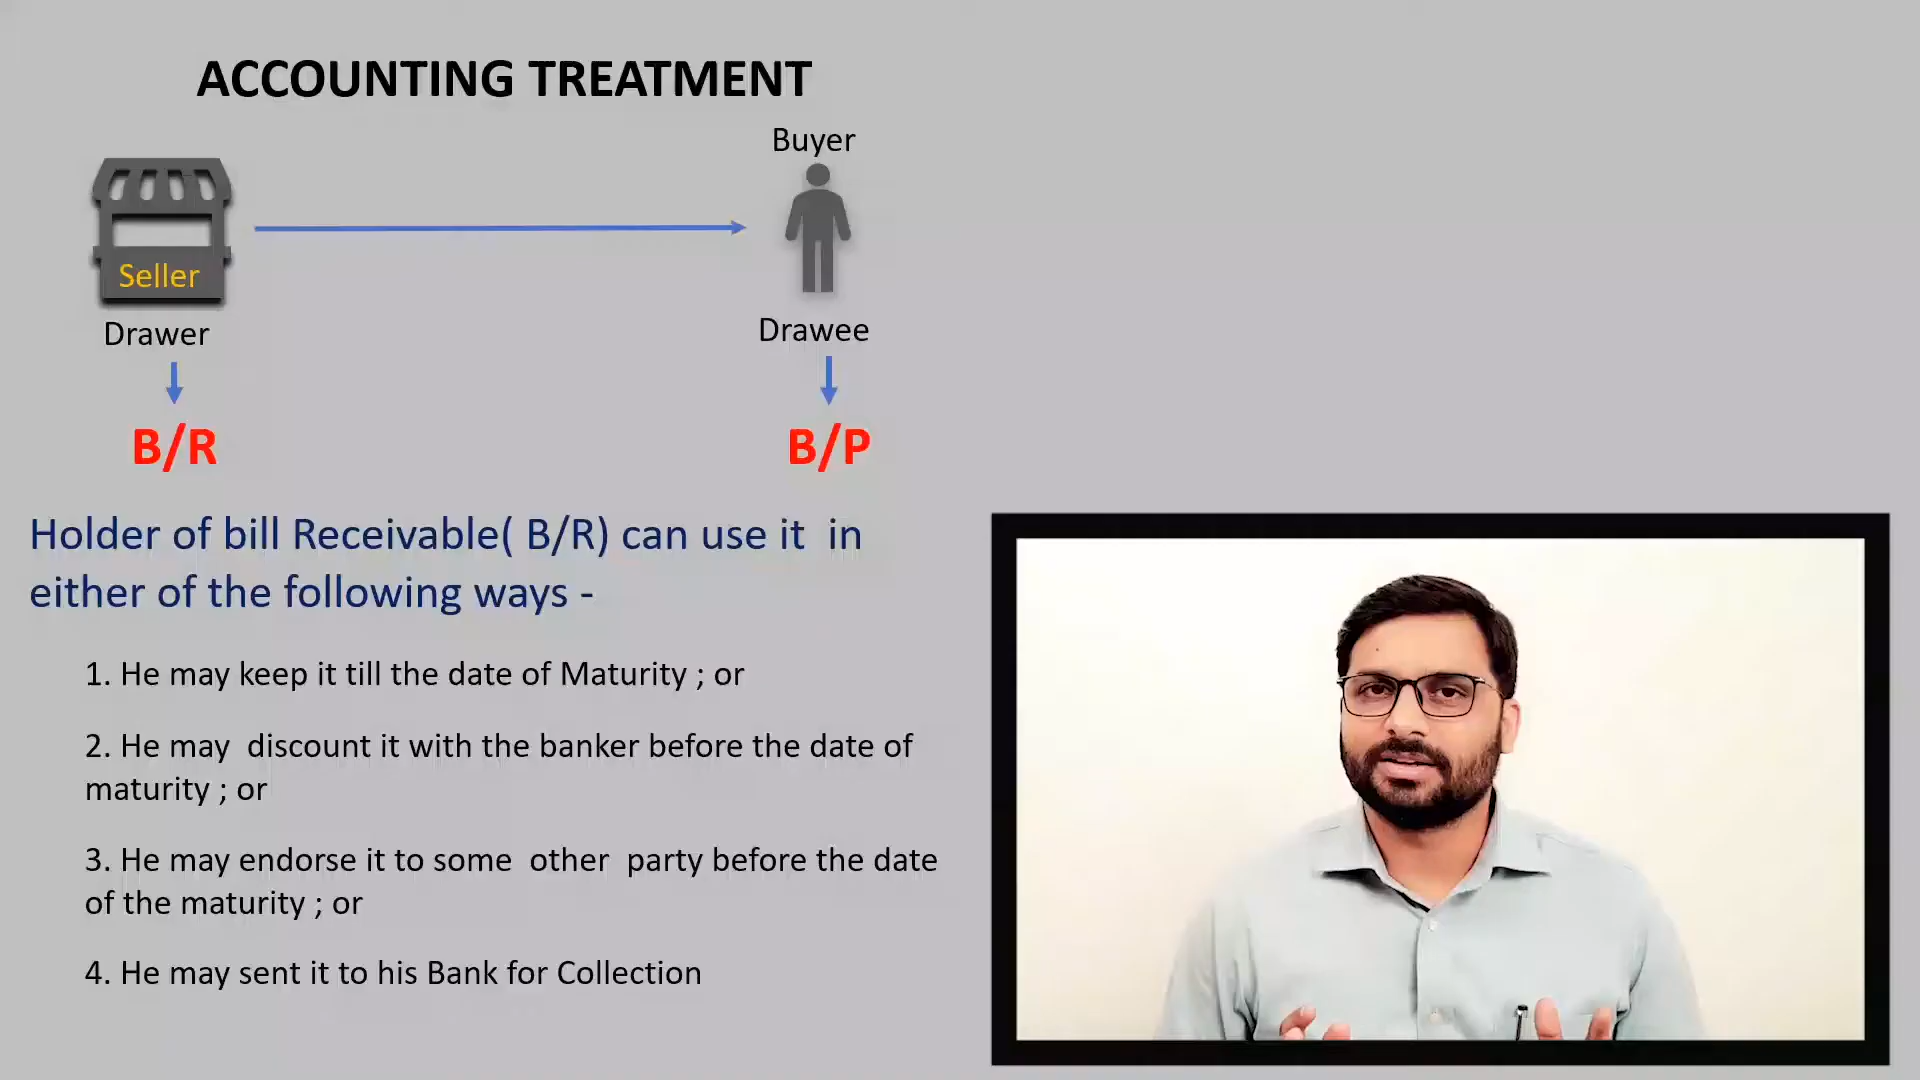 ACCOUNTING TREATMENT
Buyer
Seller
Drawer
Drawee
B/R
B/P
Holder of bill Receivable( B/R) can use it in
either of the following ways -
1. He may keep it till the date of Maturity ; or
2. He may discount it with the banker before the date of
maturity ; or
3. He may endorse it to some other party before the date
of the maturity ; or
4. He may sent it to his Bank for Collection